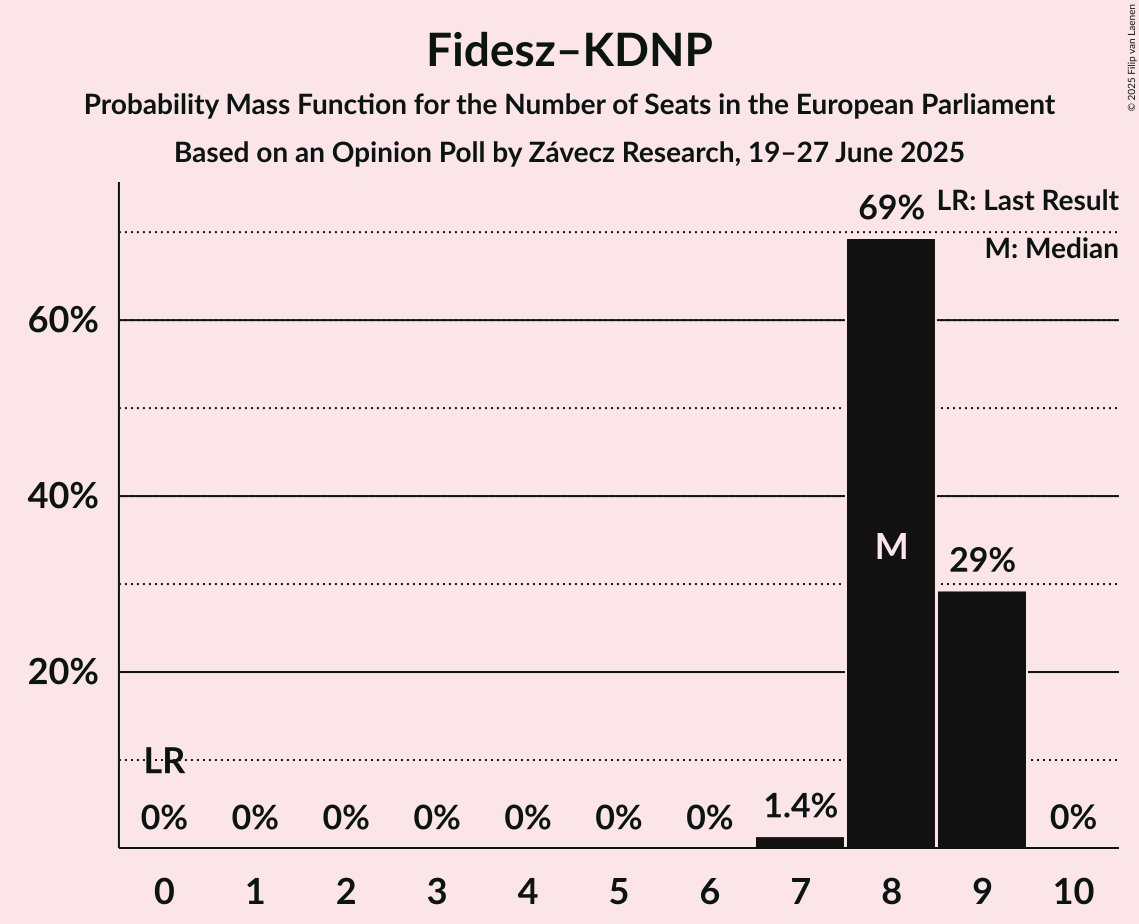 Fidesz–KDNP
Probability Mass Function for the Number of Seats in the European Parliament
Based on an Opinion Poll by Závecz Research, 19–27 June 2025
© 2025 Filip van Laenen
LR: Last Result
M: Median
60%
40%
20%
LR
M
0%
0%
0%
0%
0%
0%
0%
1.4%
69%
29%
0%
0 1 2 3 4 5 6 7 8 9 10